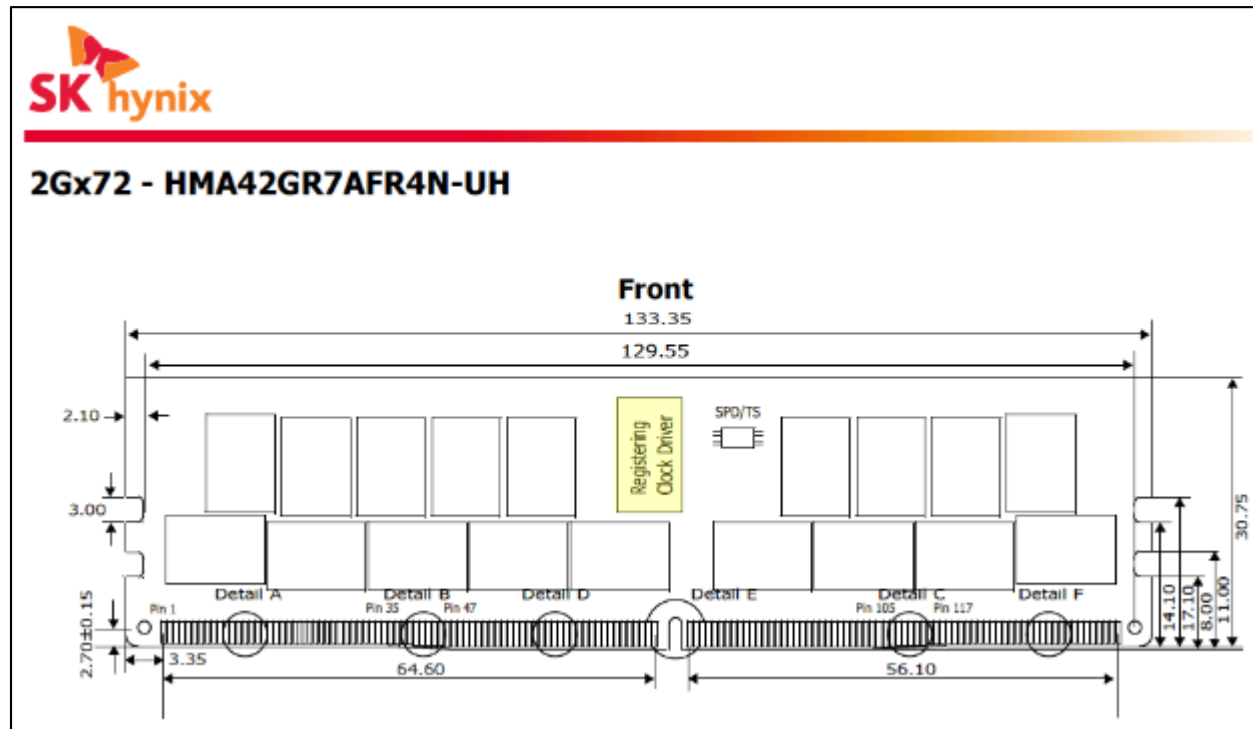 SK hynix
2Gx72 - HMA42GR7AFR4N-UH
Front
133.35
129.55
2.10
Registering
Clock Driver
SPD/TS
3.00
30.75
Detail A
Detail B
Detail D
Detail E
Detail C
Detail F
Pin 1
Pin 35
Pin 47
Pin 105
Pin 117
14.10
17.10
8.00
11.00
2.70±0.15
3.35
64.60
56.10